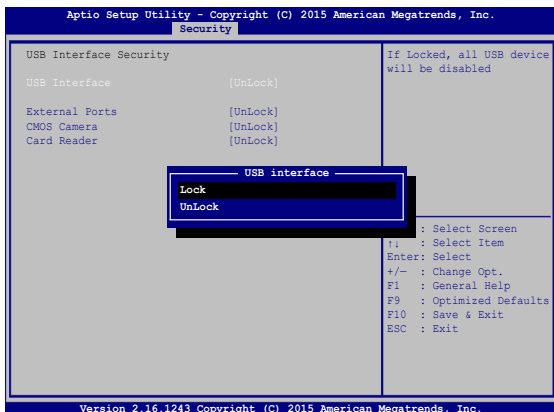 Aptio Setup Utility - Copyright (C) 2015 American Megatrends, Inc.
Security
USB Interface Security
USB Interface [UnLock]
External Ports [UnLock]
CMOS Camera [UnLock]
Card Reader [UnLock]
If Locked, all USB device
will be disabled
USB interface
Lock
UnLock
: Select Screen
↑↓ : Select Item
Enter: Select
+/— : Change Opt.
F1 : General Help
F9 : Optimized Defaults
F10 : Save & Exit
ESC : Exit
Version 2.16.1243 Copyright (C) 2015 American Megatrends, Inc.